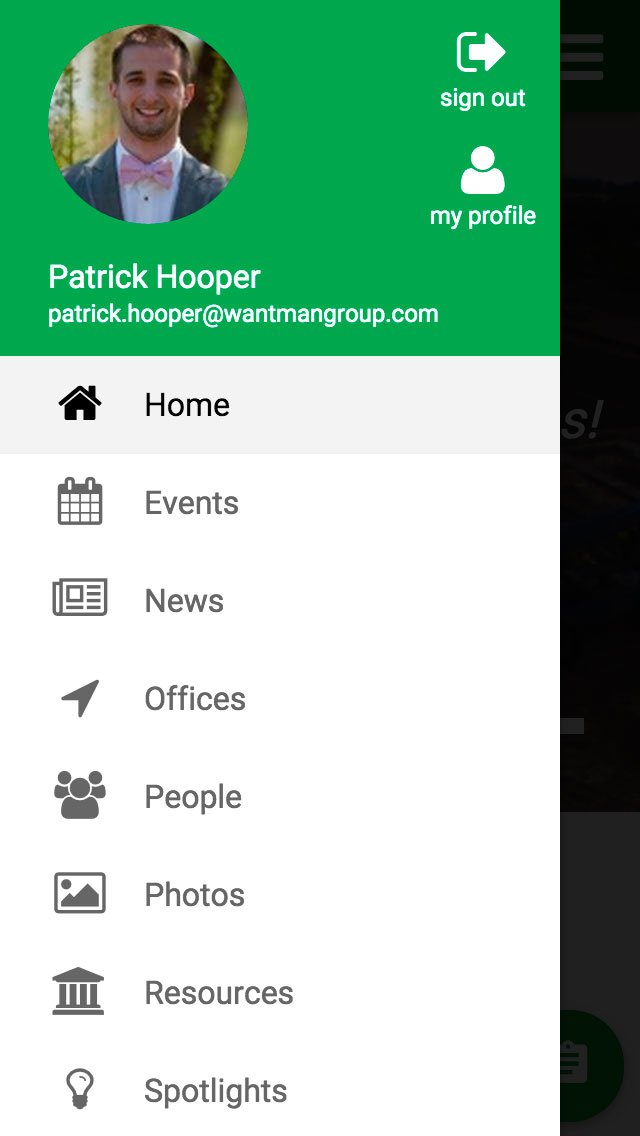 sign out
my profile
Patrick Hooper
patrick.hooper@wantmangroup.com
Home
s!
Events
News
Offices
People
Photos
Resources
Spotlights